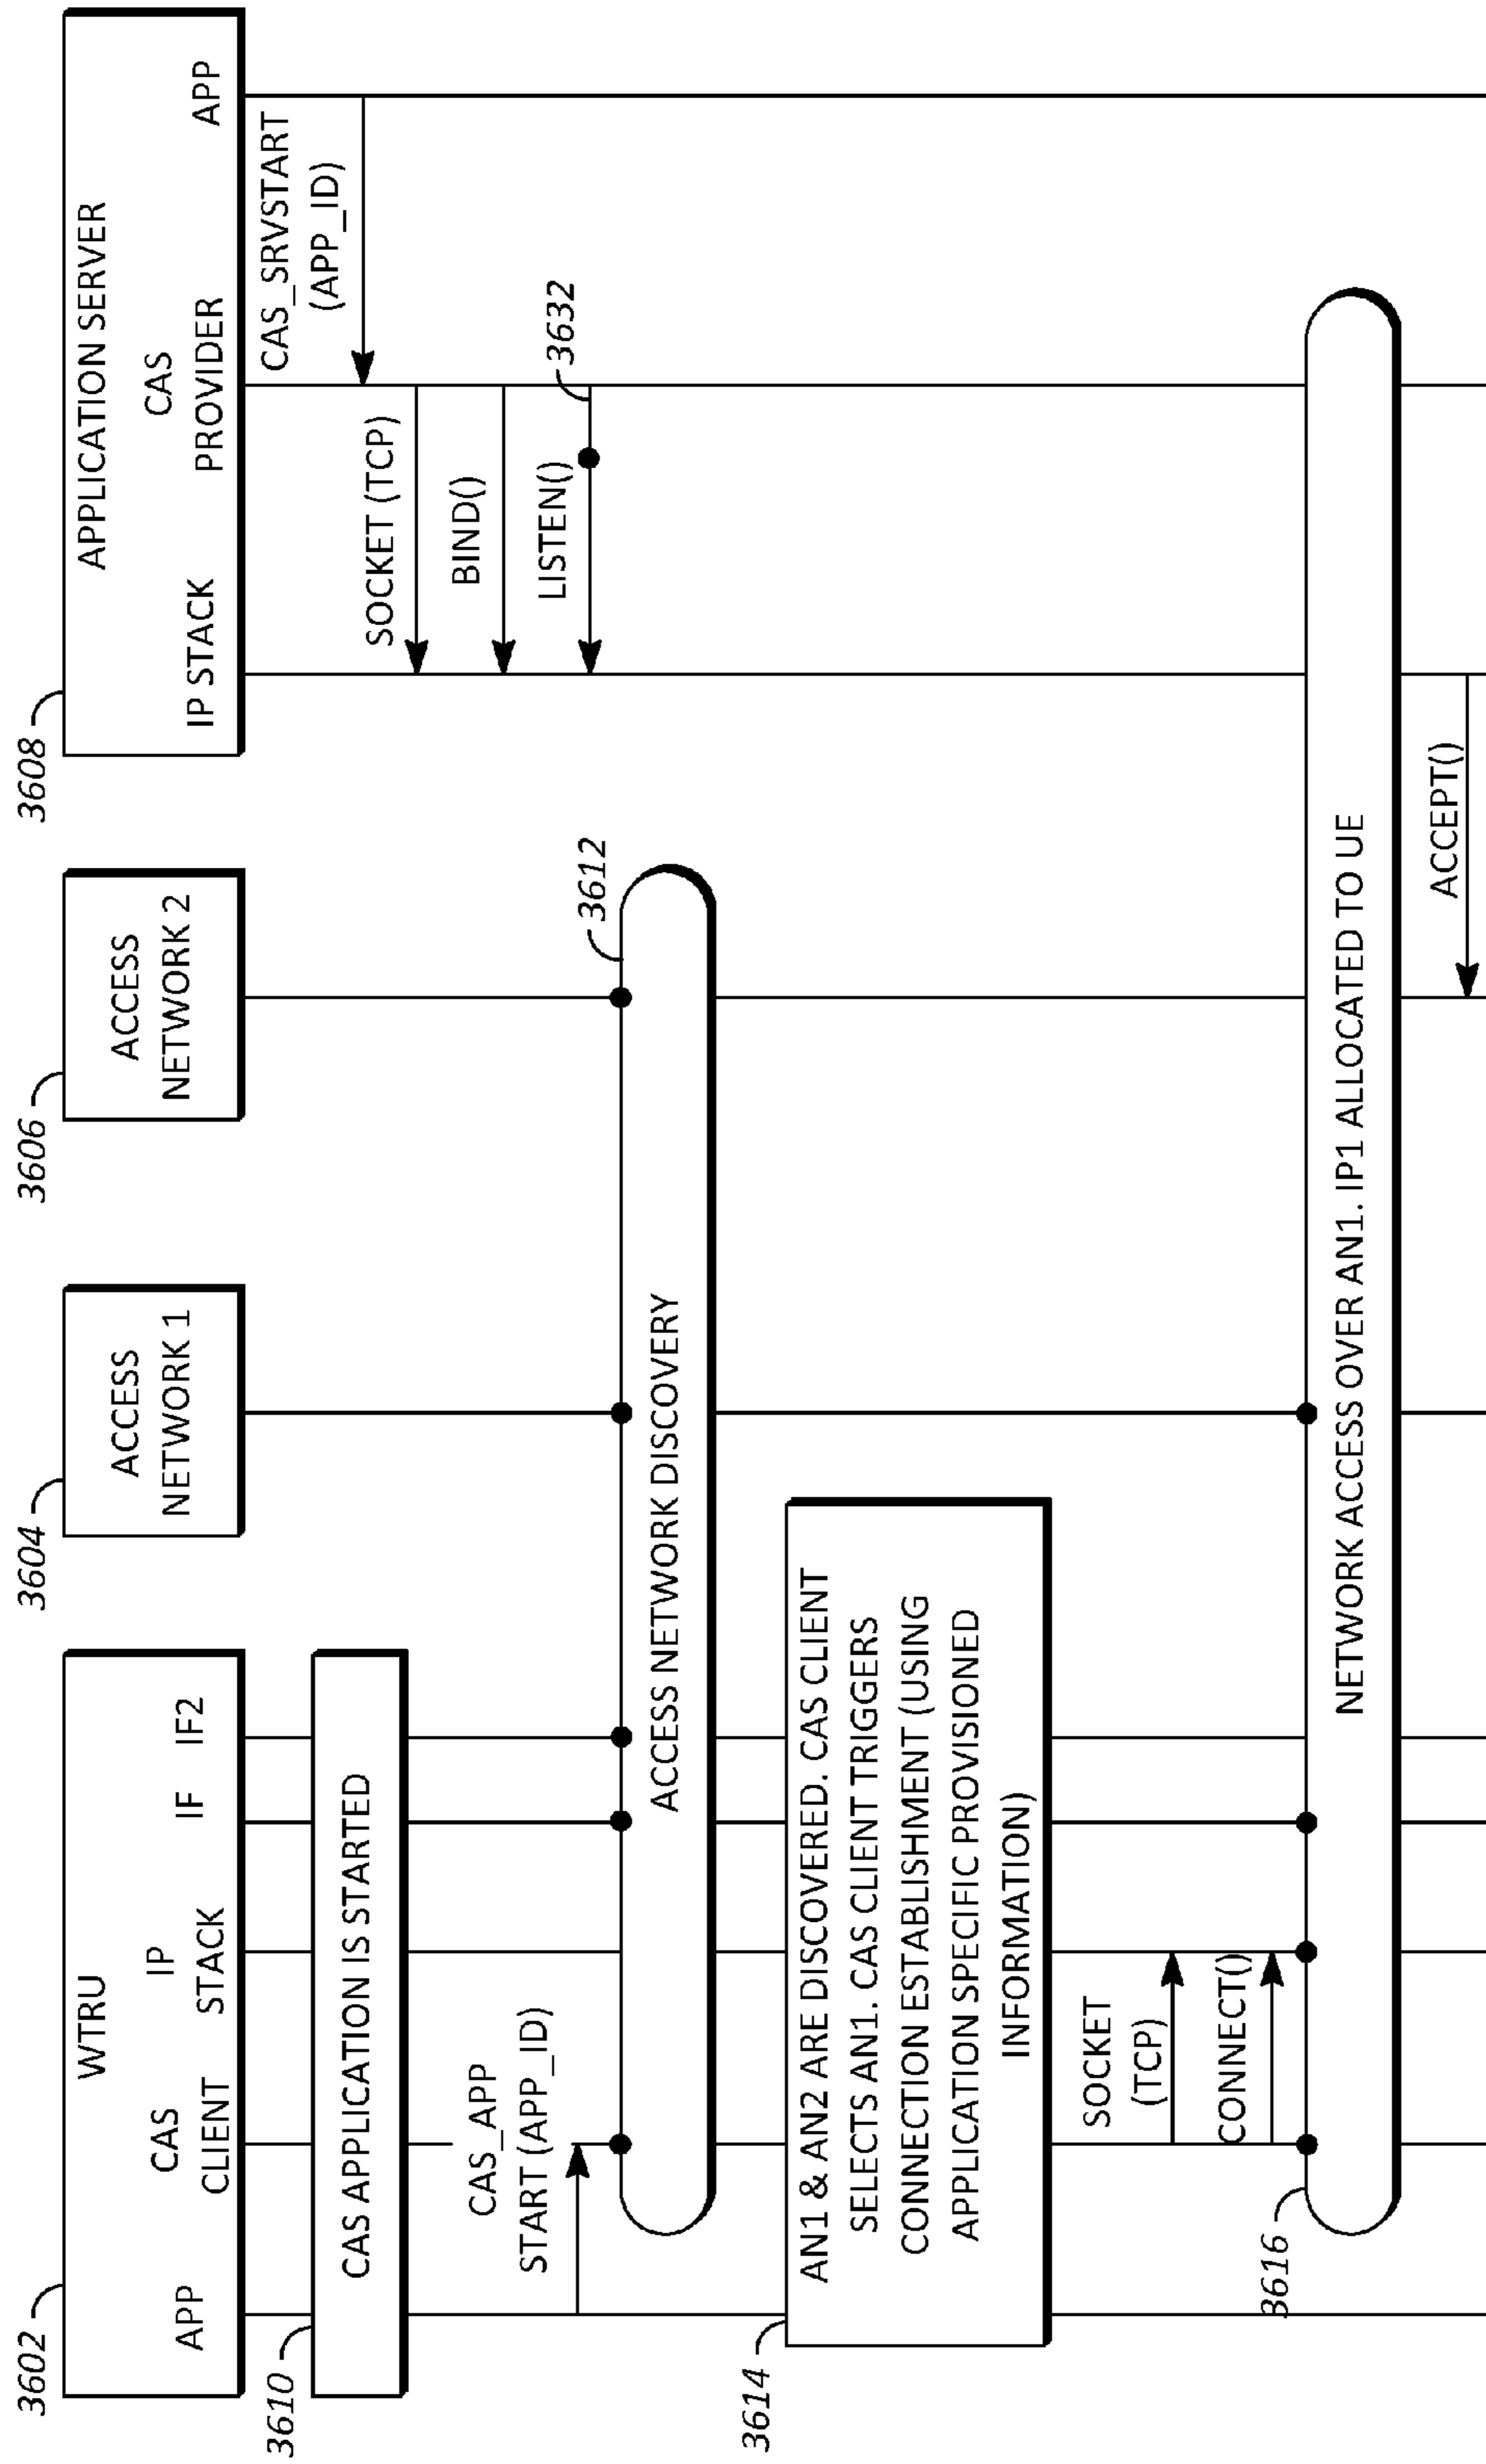 3602
WTRU
APP
CAS
CLIENT
IP
STACK
IF
IF2
3604
ACCESS
NETWORK 1
3606
ACCESS
NETWORK 2
3608
APPLICATION SERVER
IP STACK
CAS
PROVIDER
APP
3610
CAS APPLICATION IS STARTED
CAS_SRVSTART
(APP_ID)
SOCKET (TCP)
BIND()
LISTEN()
3632
CAS_APP
START (APP_ID)
3612
ACCESS NETWORK DISCOVERY
3614
AN1 & AN2 ARE DISCOVERED. CAS CLIENT
SELECTS AN1. CAS CLIENT TRIGGERS
CONNECTION ESTABLISHMENT (USING
APPLICATION SPECIFIC PROVISIONED
INFORMATION)
SOCKET
(TCP)
CONNECT()
3616
NETWORK ACCESS OVER AN1. IP1 ALLOCATED TO UE
ACCEPT()